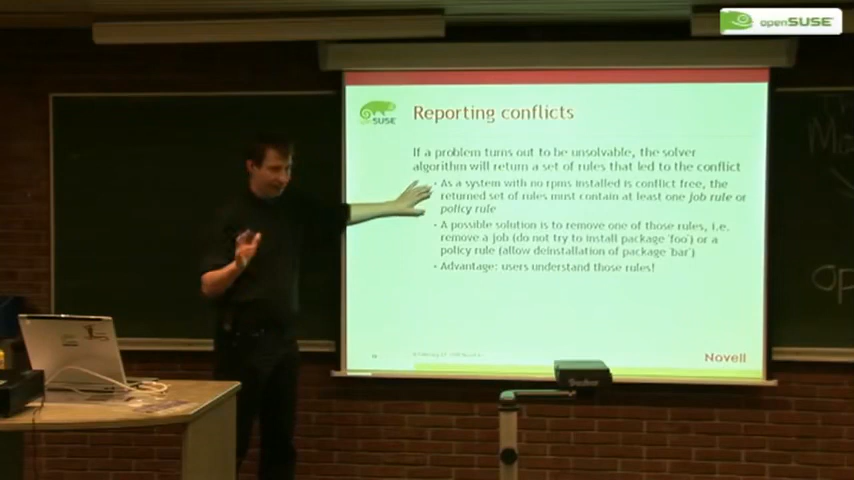 openSUSE
openSUSE
Reporting conflicts
If a problem turns out to be unsolvable, the solver
algorithm will return a set of rules that led to the conflict
• As a system with no rpms installed is conflict free, the
returned set of rules must contain at least one job rule or
policy rule
• A possible solution is to remove one of those rules, i.e.
remove a job (do not try to install package 'foo') or a
policy rule (allow deinstallation of package 'bar')
• Advantage: users understand those rules!
Novell